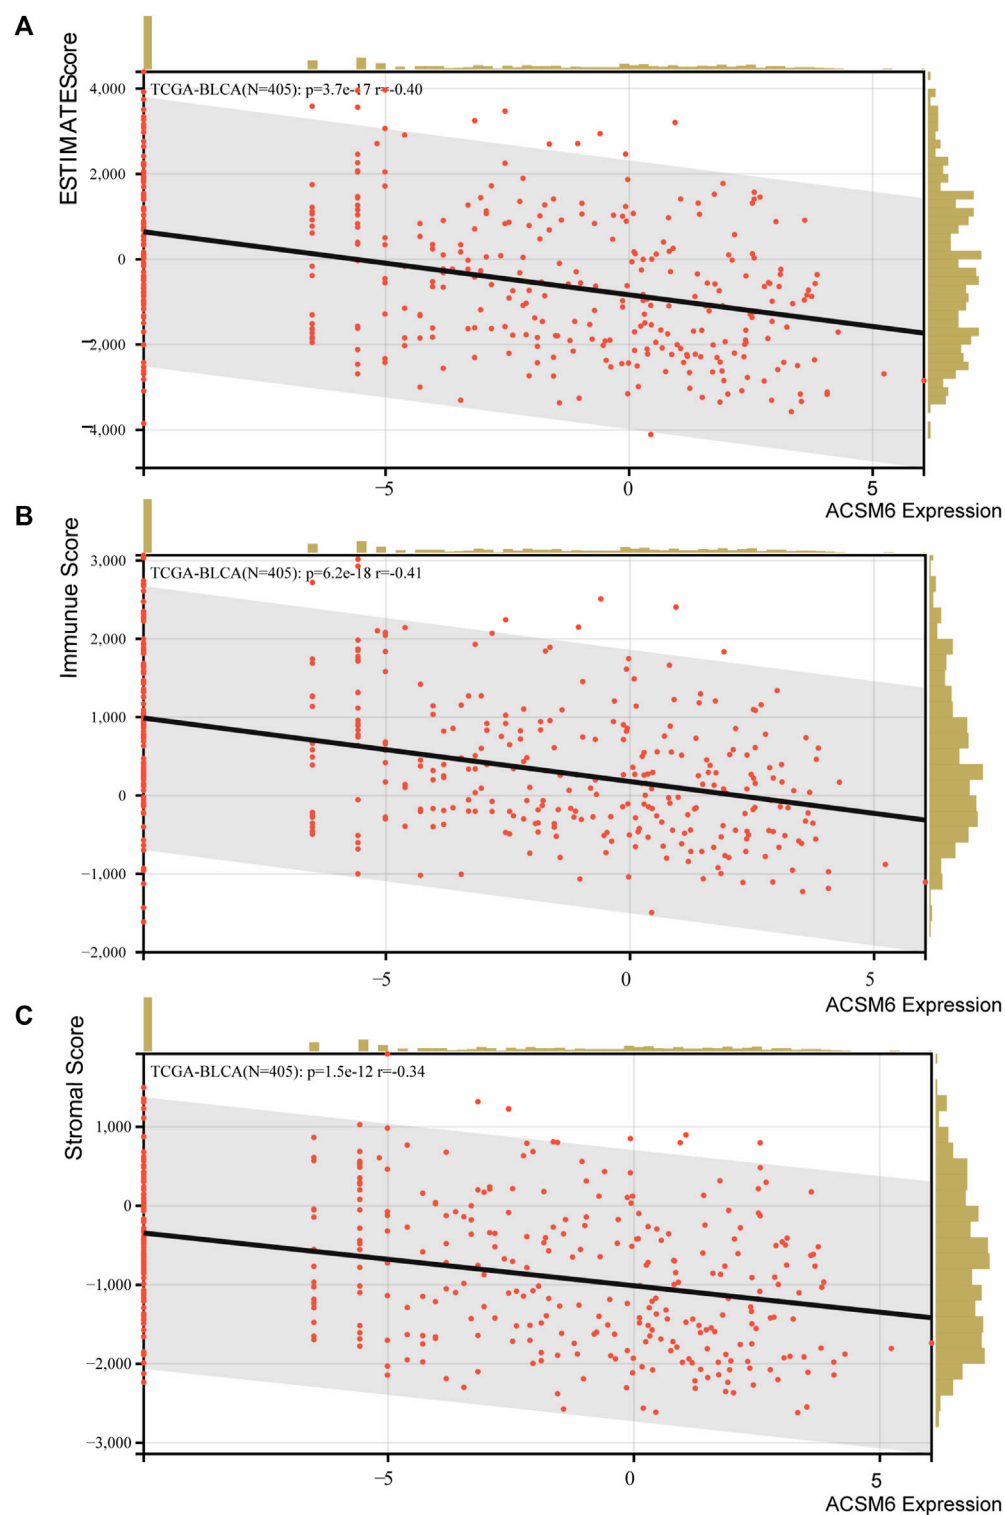 A
ESTIMATEScore
TCGA-BLCA(N=405): p=3.7e-17 r=-0.40
4,000
2,000
0
−2,000
−4,000
−5
0
5
ACSM6 Expression
B
Immunue Score
TCGA-BLCA(N=405): p=6.2e-18 r=-0.41
3,000
2,000
1,000
0
−1,000
−2,000
−5
0
5
ACSM6 Expression
C
Stromal Score
TCGA-BLCA(N=405): p=1.5e-12 r=-0.34
1,000
0
−1,000
−2,000
−3,000
−5
0
5
ACSM6 Expression